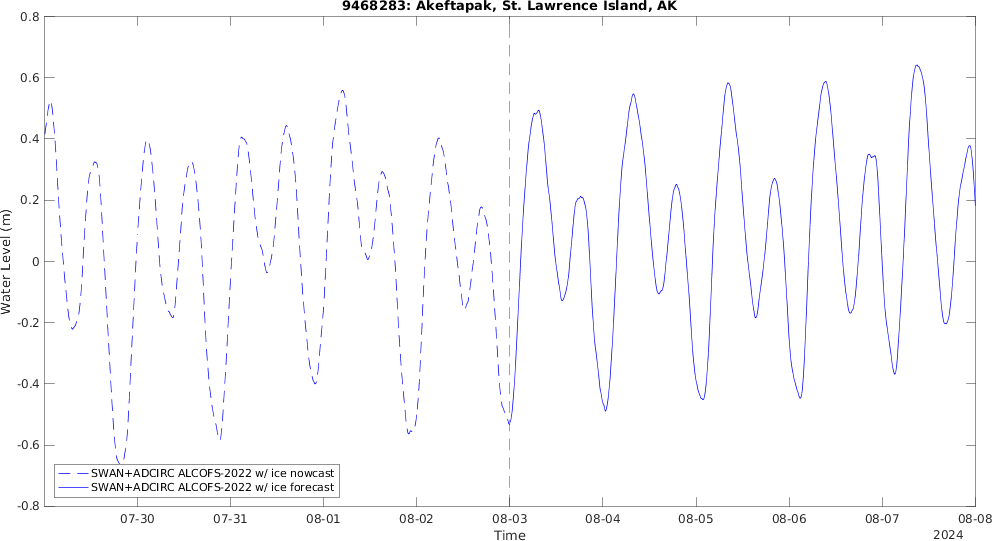 9468283: Akeftapak, St. Lawrence Island, AK
0.8
0.6
0.4
0.2
0
-0.2
-0.4
-0.6
-0.8
Water Level (m)
SWAN+ADCIRC ALCOFS-2022 w/ ice nowcast
SWAN+ADCIRC ALCOFS-2022 w/ ice forecast
07-30 07-31 08-01 08-02 08-03 08-04 08-05 08-06 08-07 08-08
Time
2024